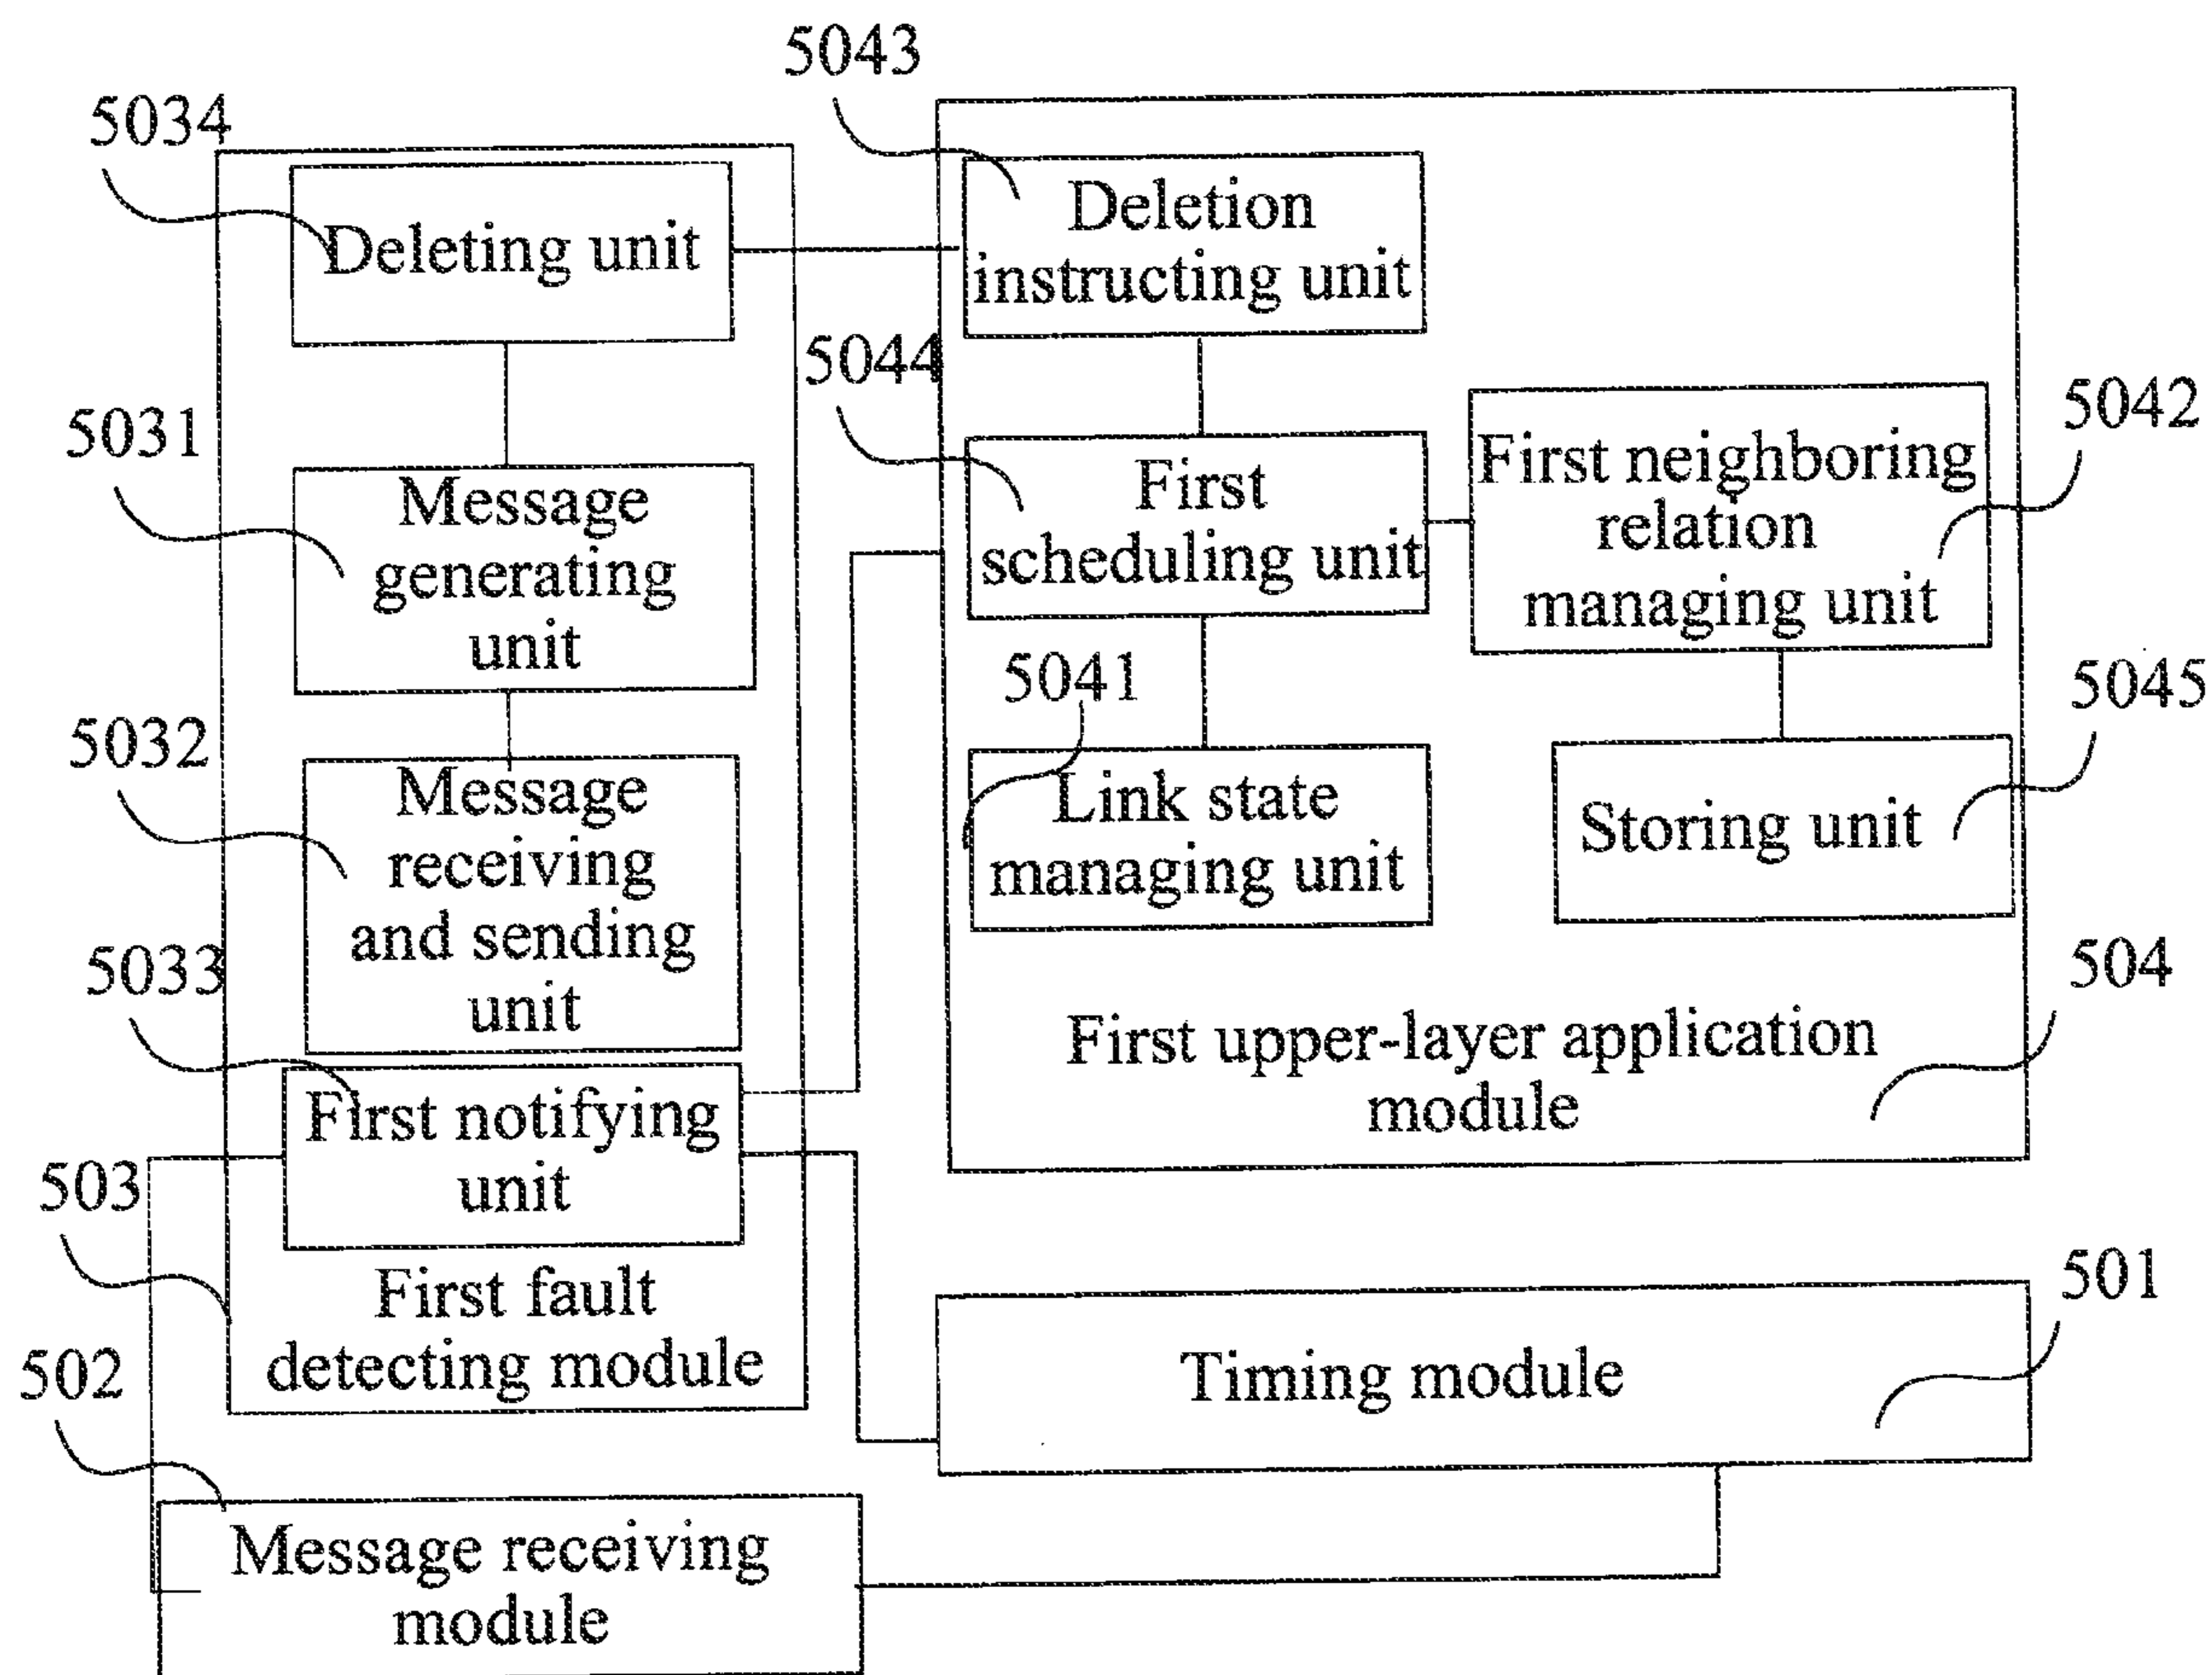 5043
5034
Deleting unit
Deletion
instructing unit
5044
5031
Message
generating
unit
First
scheduling unit
First neighboring
relation
managing unit
5042
5041
5045
5032
Message
receiving
and sending
unit
Link state
managing unit
Storing unit
5033
504
First upper-layer application
module
First notifying
unit
503
First fault
detecting module
501
Timing module
502
Message receiving
module